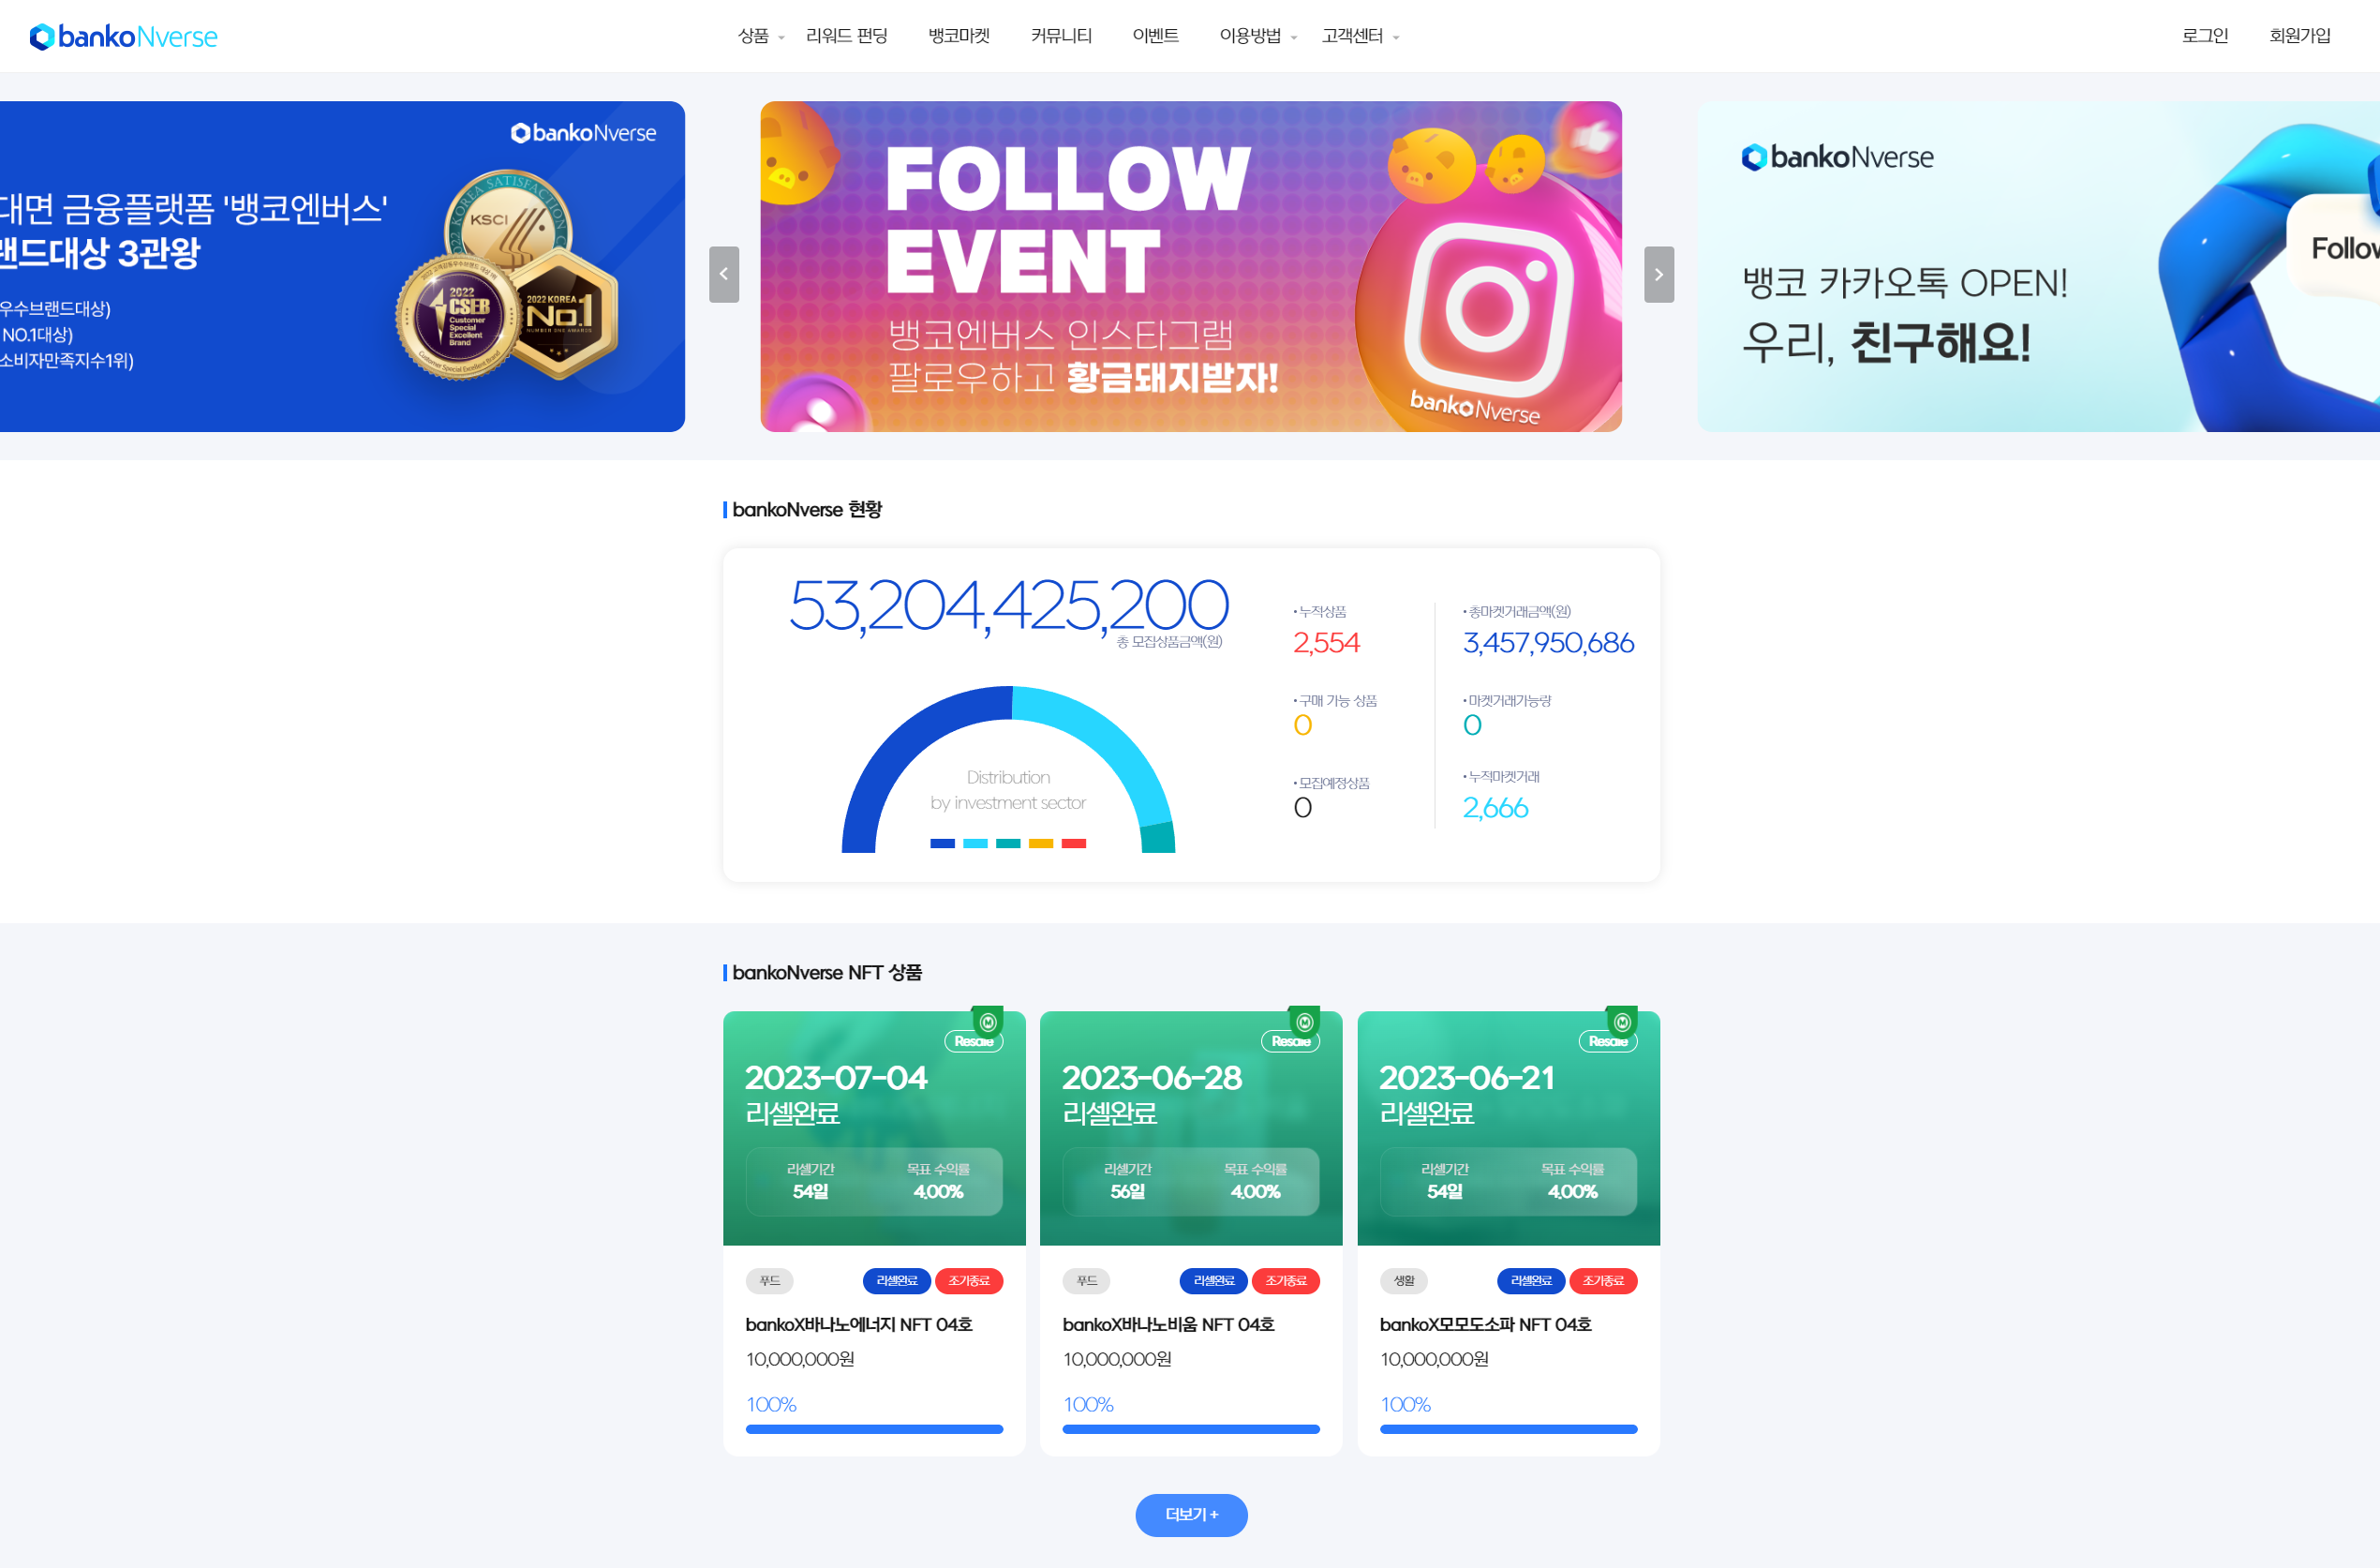 bankoNverse
상품
리워드 펀딩
뱅코마켓
커뮤니티
이벤트
이용방법
고객센터
로그인
회원가입
bankoNverse
대면 금융플랫폼 '뱅코엔버스'
랜드대상 3관왕
우수브랜드대상)
NO.1대상)
소비자만족지수1위)
KSCI
2022
CSEB
Customer
Special
Excellent
Brand
2022 KOREA
No.1
NUMBER ONE AWARDS
FOLLOW
EVENT
뱅코엔버스 인스타그램
팔로우하고 황금돼지받자!
bankoNverse
bankoNverse
뱅코 카카오톡 OPEN!
우리, 친구해요!
Follow
bankoNverse 현황
53,204,425,200
총 모집상품금액(원)
Distribution
by investment sector
• 누적상품
2,554
• 구매 가능 상품
0
• 모집예정상품
0
• 총마켓거래금액(원)
3,457,950,686
• 마켓거래가능량
0
• 누적마켓거래
2,666
bankoNverse NFT 상품
Resale
2023-07-04
리셀완료
리셀기간
54일
목표 수익률
4.00%
푸드
리셀완료
조기종료
bankoX바나노에너지 NFT 04호
10,000,000원
100%
Resale
2023-06-28
리셀완료
리셀기간
56일
목표 수익률
4.00%
푸드
리셀완료
조기종료
bankoX바나노비움 NFT 04호
10,000,000원
100%
Resale
2023-06-21
리셀완료
리셀기간
54일
목표 수익률
4.00%
생활
리셀완료
조기종료
bankoX모모도소파 NFT 04호
10,000,000원
100%
더보기 +